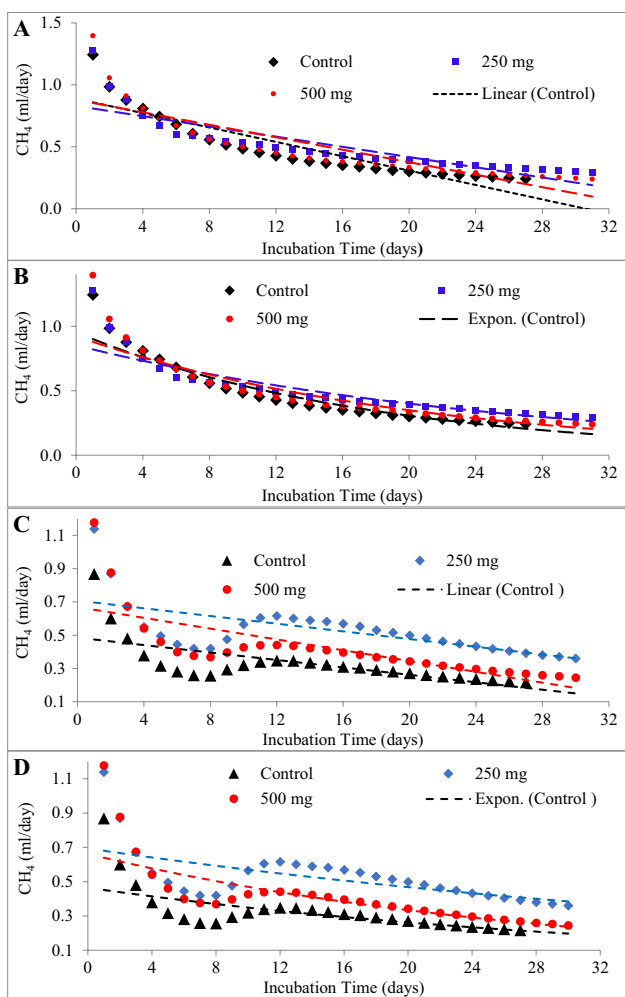 A
1.5
1.0
0.5
0.0
CH4 (ml/day)
Control
250 mg
500 mg
Linear (Control)
0 4 8 12 16 20 24 28 32
Incubation Time (days)
B
1.0
0.5
0.0
CH4 (ml/day)
Control
250 mg
500 mg
Expon. (Control)
0 4 8 12 16 20 24 28 32
Incubation Time (days)
C
1.1
0.9
0.7
0.5
0.3
0.1
CH4 (ml/day)
Control
250 mg
500 mg
Linear (Control )
0 4 8 12 16 20 24 28 32
Incubation Time (days)
D
1.1
0.9
0.7
0.5
0.3
0.1
CH4 (ml/day)
Control
250 mg
500 mg
Expon. (Control )
0 4 8 12 16 20 24 28 32
Incubation Time (days)